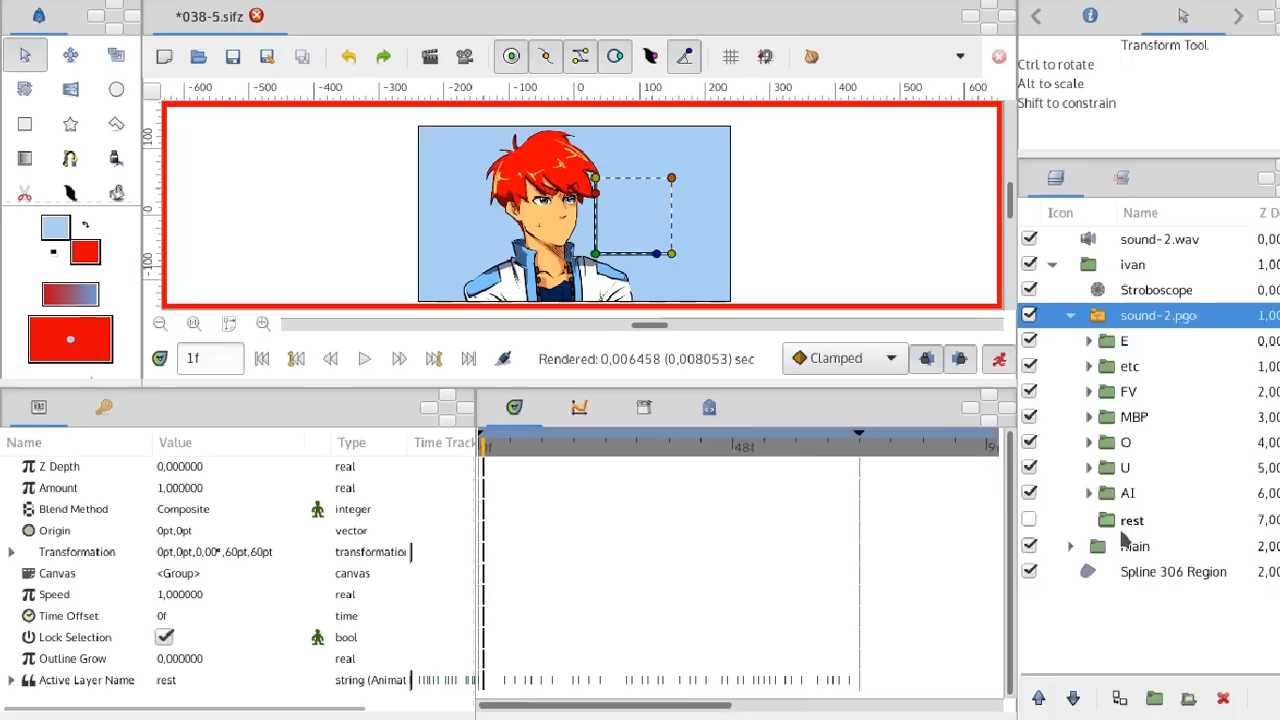 *038-5.sifz
Transform Tool
Ctrl to rotate
Alt to scale
Shift to constrain
-600 -500 -400 -300 -200 -100 0 100 200 300 400 500 600
100
0
-100
Icon Name Z D
sound-2.wav 0,00
ivan 1,00
Stroboscope 0,00
sound-2.pgo 1,00
E 0,00
etc 1,00
FV 2,00
MBP 3,00
O 4,00
U 5,00
AI 6,00
rest 7,00
Main 2,00
Spline 306 Region 2,00
1f
Rendered: 0,006458 (0,008053) sec
Clamped
Name Value Type Time Track
48f
Z Depth 0,000000 real
Amount 1,000000 real
Blend Method Composite integer
Origin 0pt,0pt vector
Transformation 0pt,0pt,0,00°,60pt,60pt transformatio
Canvas <Group> canvas
Speed 1,000000 real
Time Offset 0f time
Lock Selection bool
Outline Grow 0,000000 real
Active Layer Name rest string (Animat